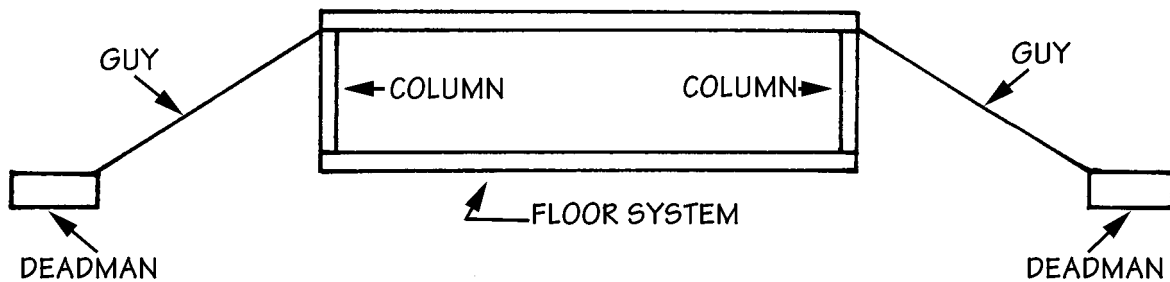 GUY
GUY
COLUMN
COLUMN
FLOOR SYSTEM
DEADMAN
DEADMAN